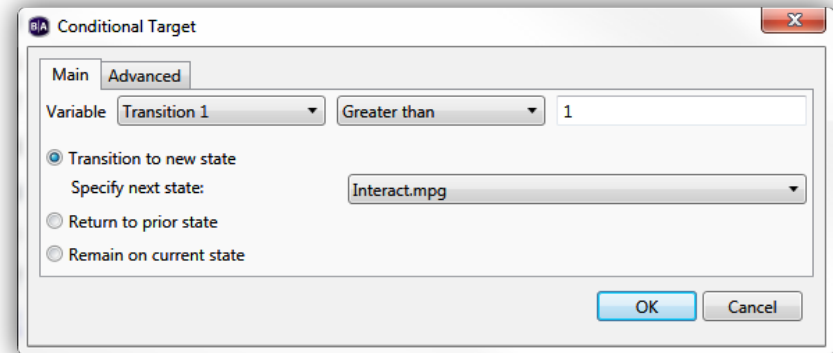 B|A Conditional Target
Main Advanced
Variable Transition 1 Greater than 1
Transition to new state
Specify next state: Interact.mpg
Return to prior state
Remain on current state
OK Cancel